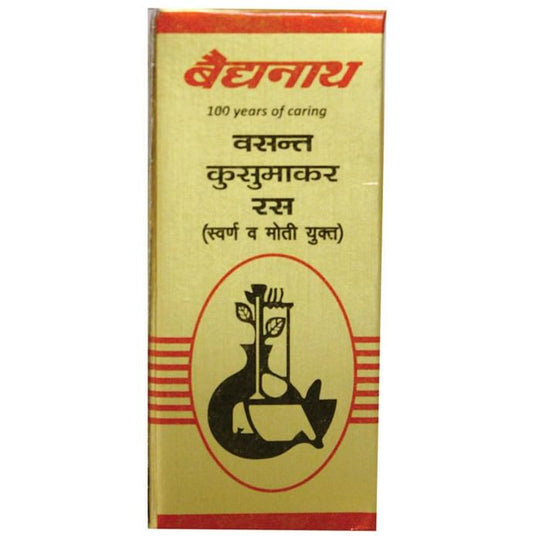 बैद्यनाथ
100 years of caring
वसन्त
कुसुमाकर
रस
(स्वर्ण व मोती युक्त)